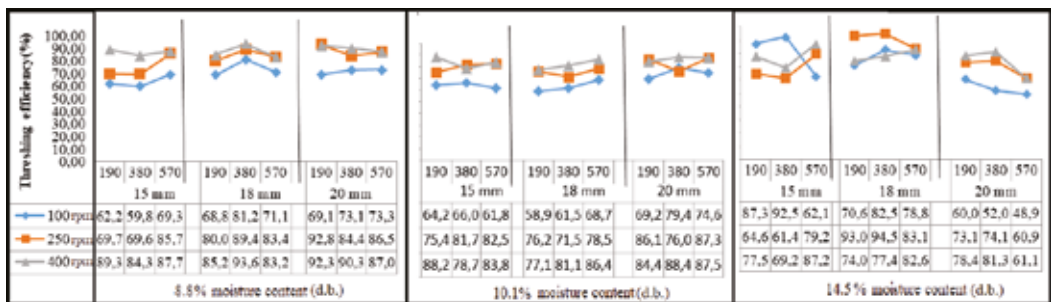 Threshing efficiency(%)
100,00
90,00
80,00
70,00
60,00
50,00
40,00
30,00
20,00
10,00
0,00
190 380 570 190 380 570 190 380 570 190 380 570 190 380 570 190 380 570 190 380 570 190 380 570 190 380 570
15 mm 18 mm 20 mm 15 mm 18 mm 20 mm 15 mm 18 mm 20 mm
100 rpm 62,2 59,8 69,3 68,8 81,2 71,1 69,1 73,1 73,3 64,2 66,0 61,8 58,9 61,5 68,7 69,2 79,4 74,6 87,3 92,5 62,1 70,6 82,5 78,8 60,0 52,0 48,9
250 rpm 69,7 69,6 85,7 80,0 89,4 83,4 92,8 84,4 86,5 75,4 81,7 82,5 76,2 71,5 78,5 86,1 76,0 87,3 64,6 61,4 79,2 93,0 94,5 83,1 73,1 74,1 60,9
400 rpm 89,3 84,3 87,7 85,2 93,6 83,2 92,3 90,3 87,0 88,2 78,7 83,8 77,1 81,1 86,4 84,4 88,4 87,5 77,5 69,2 87,2 74,0 77,4 82,6 78,4 81,3 61,1
8.8% moisture content (d.b.) 10.1% moisture content (d.b.) 14.5% moisture content (d.b.)